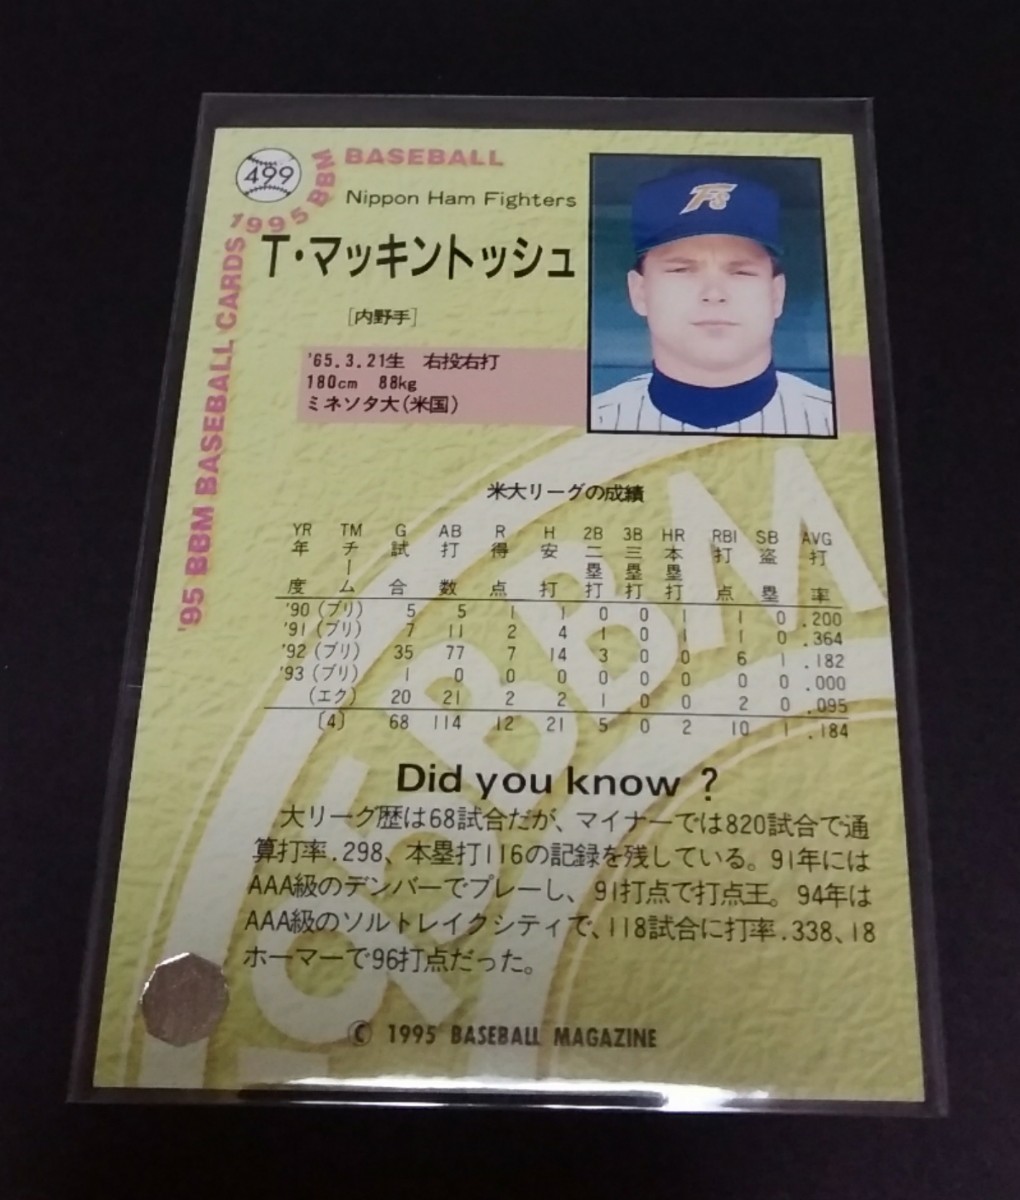 499
1995 BBM
BASEBALL
'95 BBM BASEBALL CARDS
Nippon Ham Fighters
T・マッキントッシュ
[内野手]
Fs
'65.3.21生 右投右打
180cm 88kg
ミネソタ大(米国)
米大リーグの成績
YR TM G AB R H 2B 3B HR RBI SB AVG
年度 チーム 試合 打数 得点 安打 二塁打 三塁打 本塁打 打点 盗塁 打率
'90(ブリ) 5 5 1 1 0 0 1 1 0 .200
'91(ブリ) 7 11 2 4 1 0 1 1 0 .364
'92(ブリ) 35 77 7 14 3 0 0 6 1 .182
'93(ブリ) 1 0 0 0 0 0 0 0 0 .000
(エク) 20 21 2 2 1 0 0 2 0 .095
〔4〕 68 114 12 21 5 0 2 10 1 .184
Did you know ?
大リーグ歴は68試合だが、マイナーでは820試合で通
算打率.298、本塁打116の記録を残している。91年には
AAA級のデンバーでプレーし、91打点で打点王。94年は
AAA級のソルトレイクシティで、118試合に打率.338、18
ホーマーで96打点だった。
© 1995 BASEBALL MAGAZINE
BBM